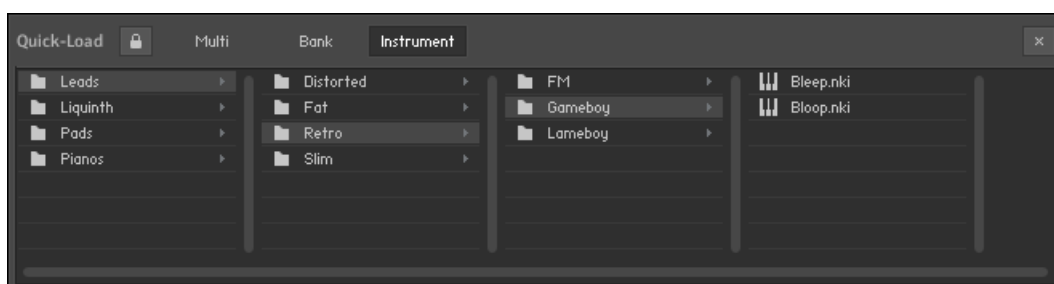 Quick-Load Multi Bank Instrument ×
Leads Distorted FM Bleep.nki
Liquinth Fat Gameboy Bloop.nki
Pads Retro Lameboy
Pianos Slim